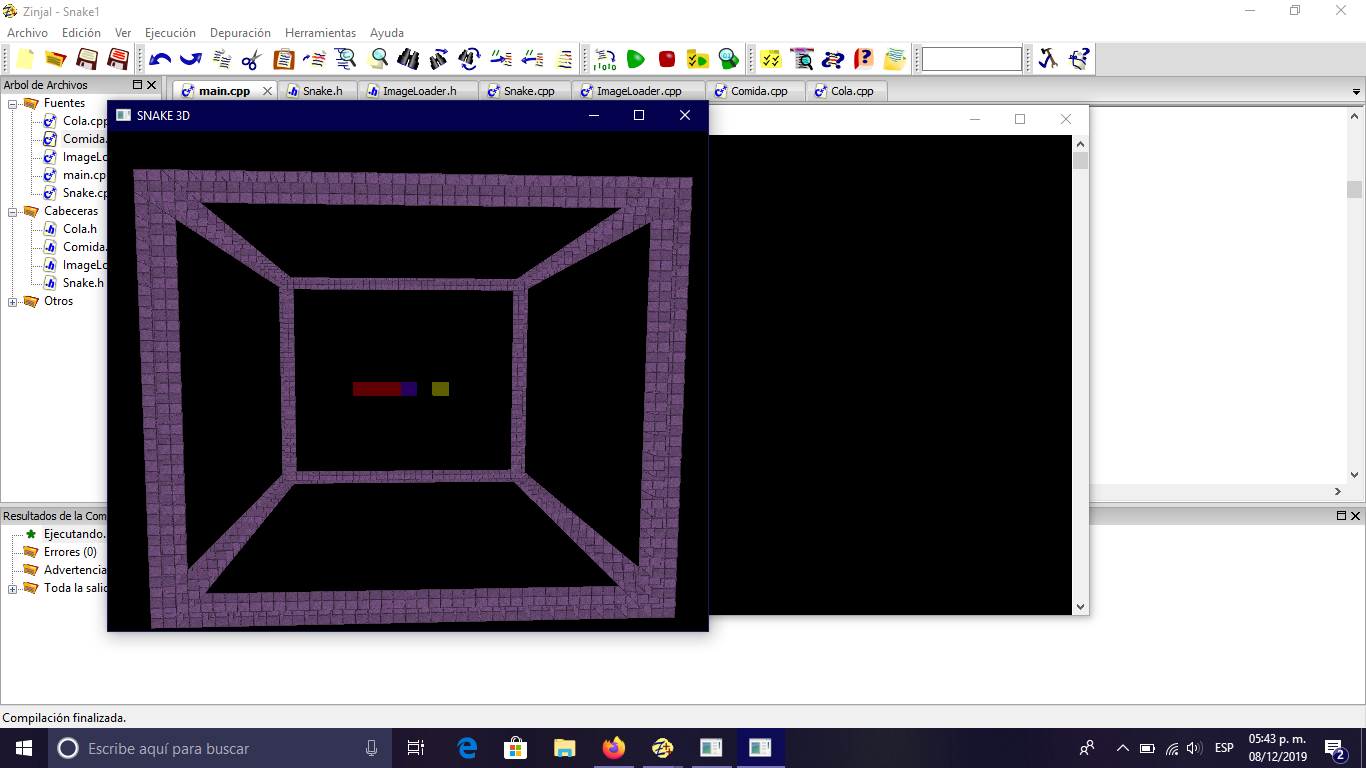 Zinjal - Snake1
Archivo Edición Ver Ejecución Depuración Herramientas Ayuda
Arbol de Archivos
main.cpp Snake.h ImageLoader.h Snake.cpp ImageLoader.cpp Comida.cpp Cola.cpp
Fuentes
Cola.cpp
Comida.
ImageLo
main.cp
Snake.cp
Cabeceras
Cola.h
Comida.
ImageLo
Snake.h
Otros
SNAKE 3D
Resultados de la Com
Ejecutando.
Errores (0)
Advertencia
Toda la salid
Compilación finalizada.
Escribe aquí para buscar
ESP
05:43 p. m.
08/12/2019
2